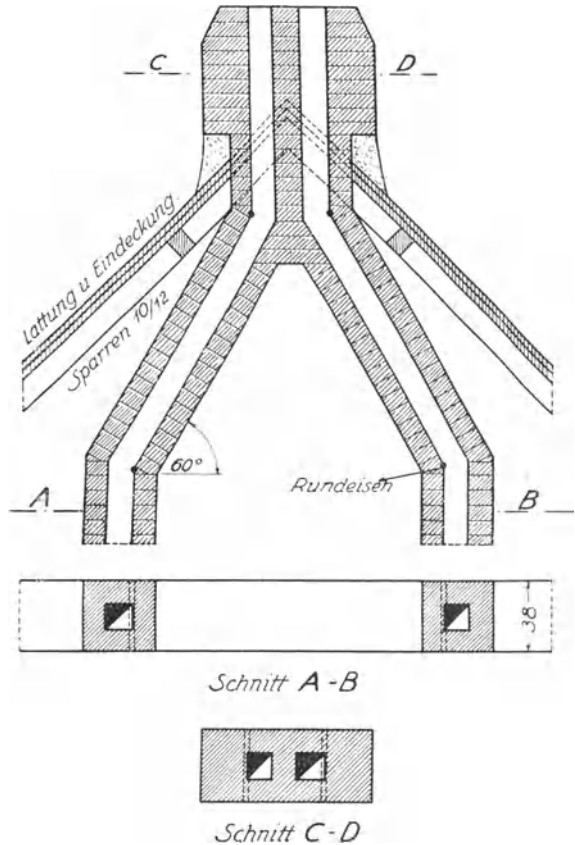 C D
Lattung u Eindeckung
Sparren 10/12
60°
Rundeisen
A B
38
Schnitt A-B
Schnitt C-D